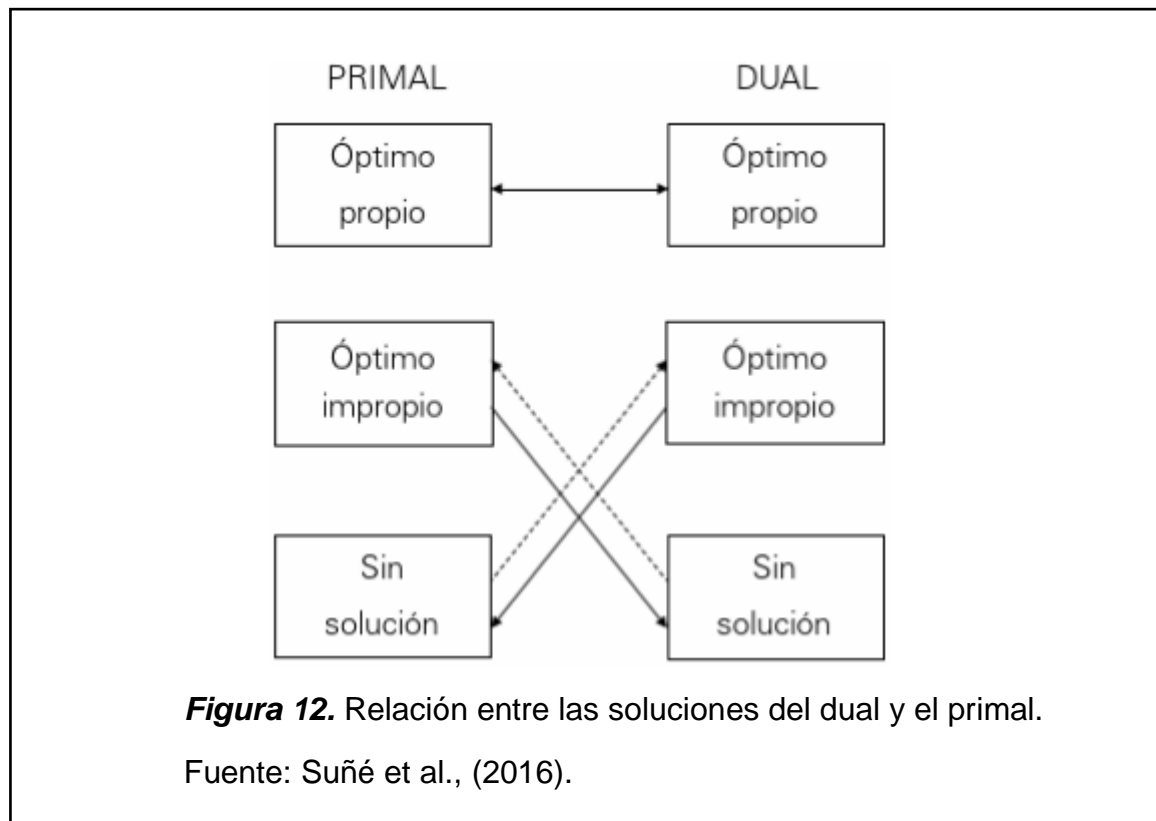 PRIMAL
DUAL
Óptimo
propio
Óptimo
propio
Óptimo
impropio
Óptimo
impropio
Sin
solución
Sin
solución
Figura 12. Relación entre las soluciones del dual y el primal.
Fuente: Suñé et al., (2016).